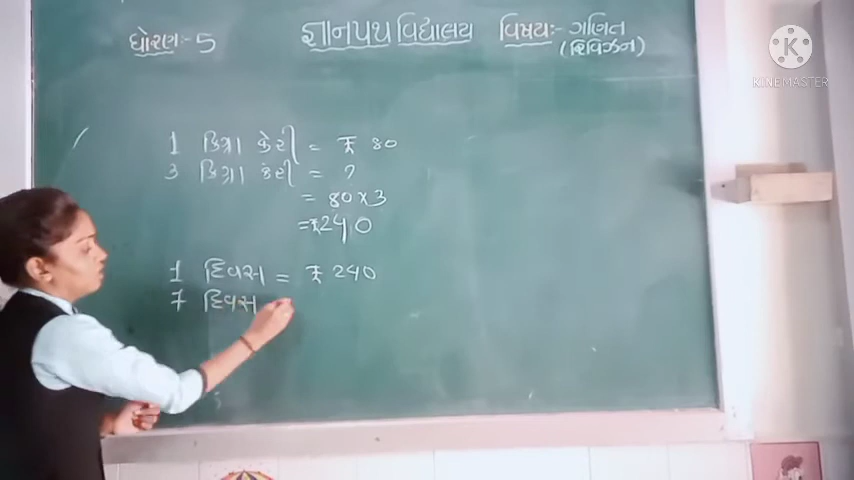 ધોરણ:- 5
જ્ઞાનપથ વિદ્યાલય
વિષય:- ગણિત
(રિવિઝન)
K
KINEMASTER
1 કિગ્રા કેરી = ₹ 80
3 કિગ્રા કેરી = ?
= 80 x 3
= ₹240
1 દિવસ = ₹ 240
7 દિવસ